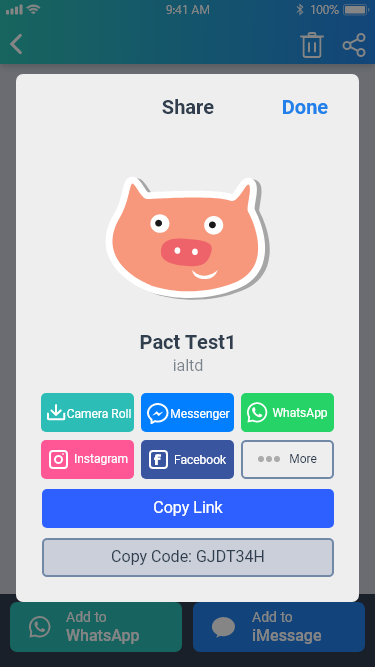 9:41 AM 100%
Share Done
Pact Test1
ialtd
Camera Roll Messenger WhatsApp
Instagram Facebook More
Copy Link
Copy Code: GJDT34H
Add to Add to
WhatsApp iMessage